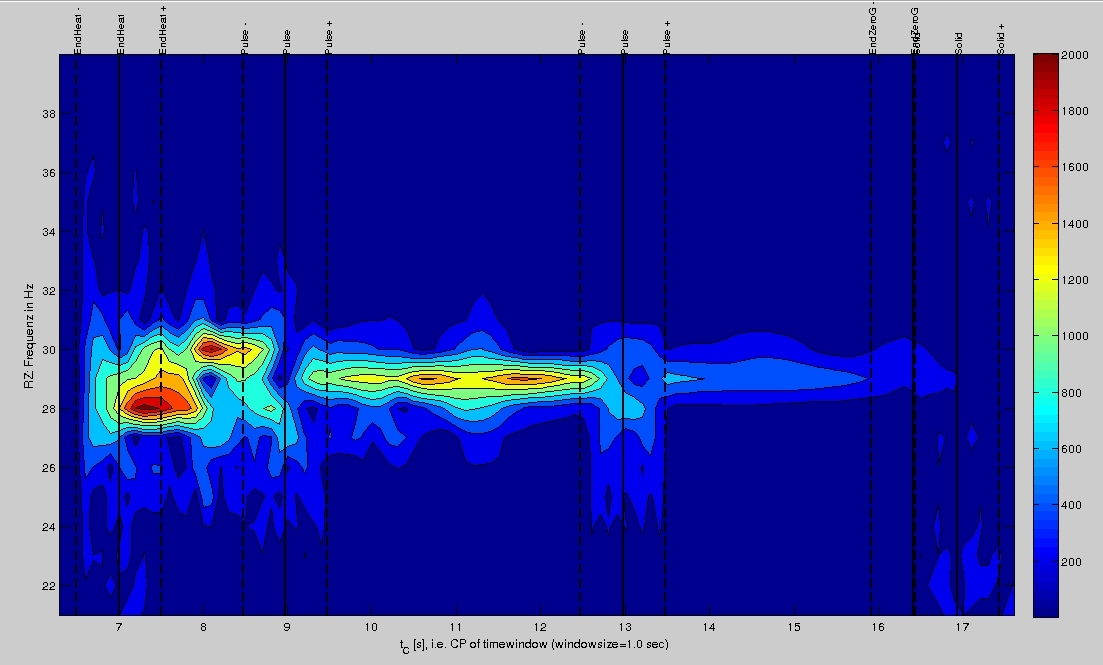 EndHeat -
EndHeat
EndHeat +
Pulse -
Pulse
Pulse +
Pulse -
Pulse
Pulse +
EndZeroG -
EndZeroG
Solid
Solid +
2000
1800
1600
1400
1200
1000
800
600
400
200
RZ: Frequenz in Hz
38
36
34
32
30
28
26
24
22
7
8
9
10
11
12
13
14
15
16
17
t_C [s], i.e. CP of timewindow (windowsize=1.0 sec)